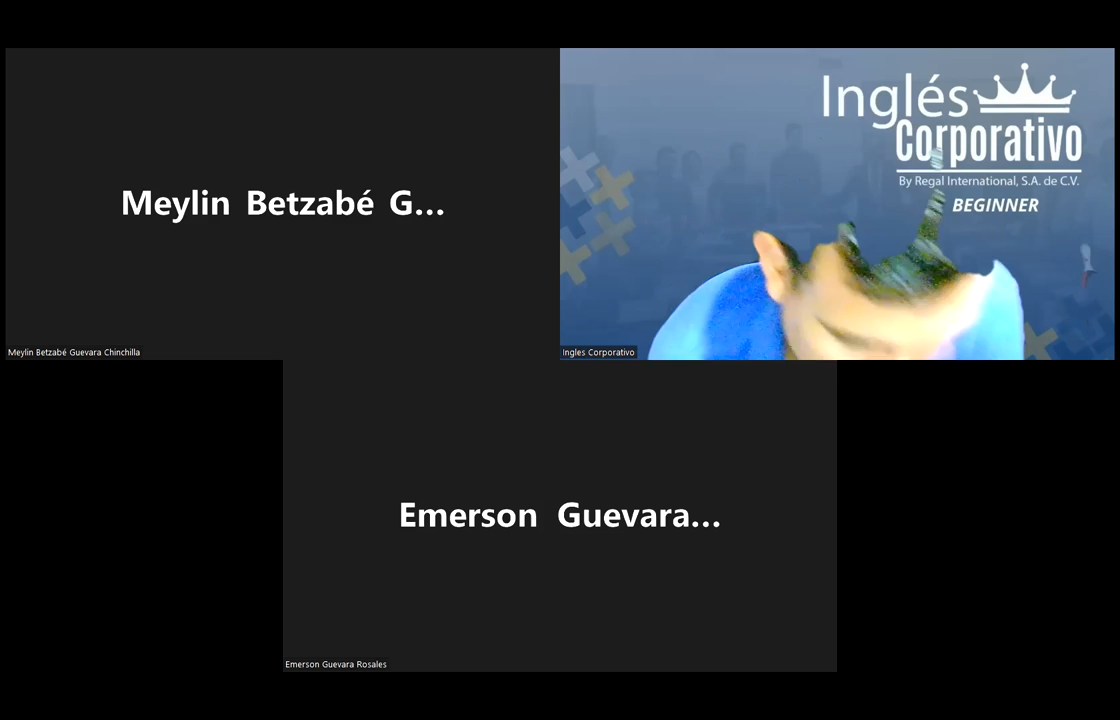 Meylin Betzabé G...
Meylin Betzabé Guevara Chinchilla
Inglés
Corporativo
By Regal International, S.A. de C.V.
BEGINNER
Ingles Corporativo
Emerson Guevara...
Emerson Guevara Rosales